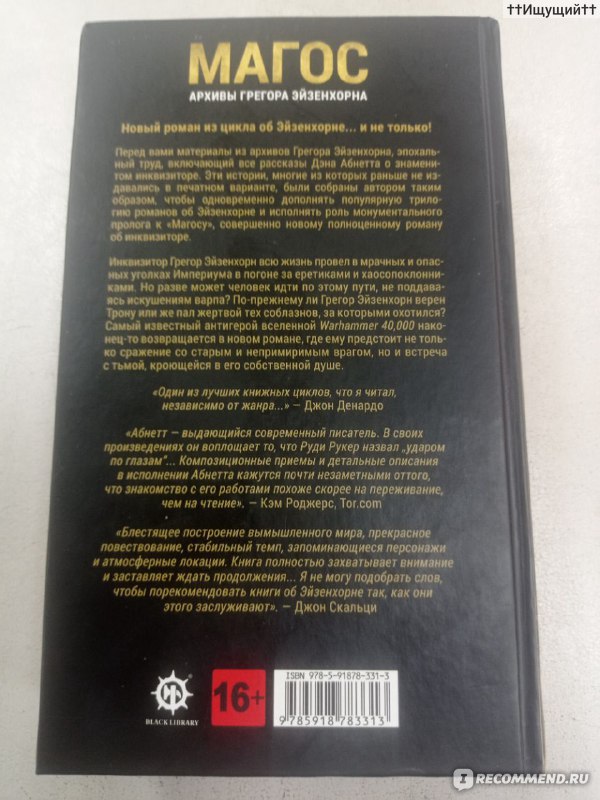 ††Ищущий††
МАГОС
АРХИВЫ ГРЕГОРА ЭЙЗЕНХОРНА
Новый роман из цикла об Эйзенхорне... и не только!
Перед вами материалы из архивов Грегора Эйзенхорна, эпохаль-
ный труд, включающий все рассказы Дэна Абнетта о знамени-
том инквизиторе. Эти истории, многие из которых раньше не из-
давались в печатном варианте, были собраны автором таким
образом, чтобы одновременно дополнять популярную трило-
гию романов об Эйзенхорне и исполнять роль монументального
пролога к «Магосу», совершенно новому полноценному роману
об инквизиторе.
Инквизитор Грегор Эйзенхорн всю жизнь провел в мрачных и опас-
ных уголках Империума в погоне за еретиками и хаоссопоклонни-
ками. Но разве может человек идти по этому пути, не поддава-
ясь искушениям варпа? По-прежнему ли Грегор Эйзенхорн верен
Трону или же пал жертвой тех соблазнов, за которыми охотился?
Самый известный антигерой вселенной Warhammer 40,000 нако-
нец-то возвращается в новом романе, где ему предстоит не толь-
ко сражение со старым и непримиримым врагом, но и встреча
с тьмой, кроющейся в его собственной душе.
«Один из лучших книжных циклов, что я читал,
независимо от жанра...» — Джон Денардо
«Абнетт — выдающийся современный писатель. В своих
произведениях он воплощает то, что Руди Рукер назвал „ударом
по глазам"... Композиционные приемы и детальные описания
в исполнении Абнетта кажутся почти незаметными оттого,
что знакомство с его работами похоже скорее на переживание,
чем на чтение». — Кэм Роджерс, Tor.com
«Блестящее построение вымышленного мира, прекрасное
повествование, стабильный темп, запоминающиеся персонажи
и атмосферные локации. Книга полностью захватывает внимание
и заставляет ждать продолжения... Я не могу подобрать слов,
чтобы порекомендовать книги об Эйзенхорне так, как они
этого заслуживают». — Джон Скальци
BLACK LIBRARY
16+
ISBN 978-5-91878-331-3
9 785918 783313
I RECOMMEND.RU